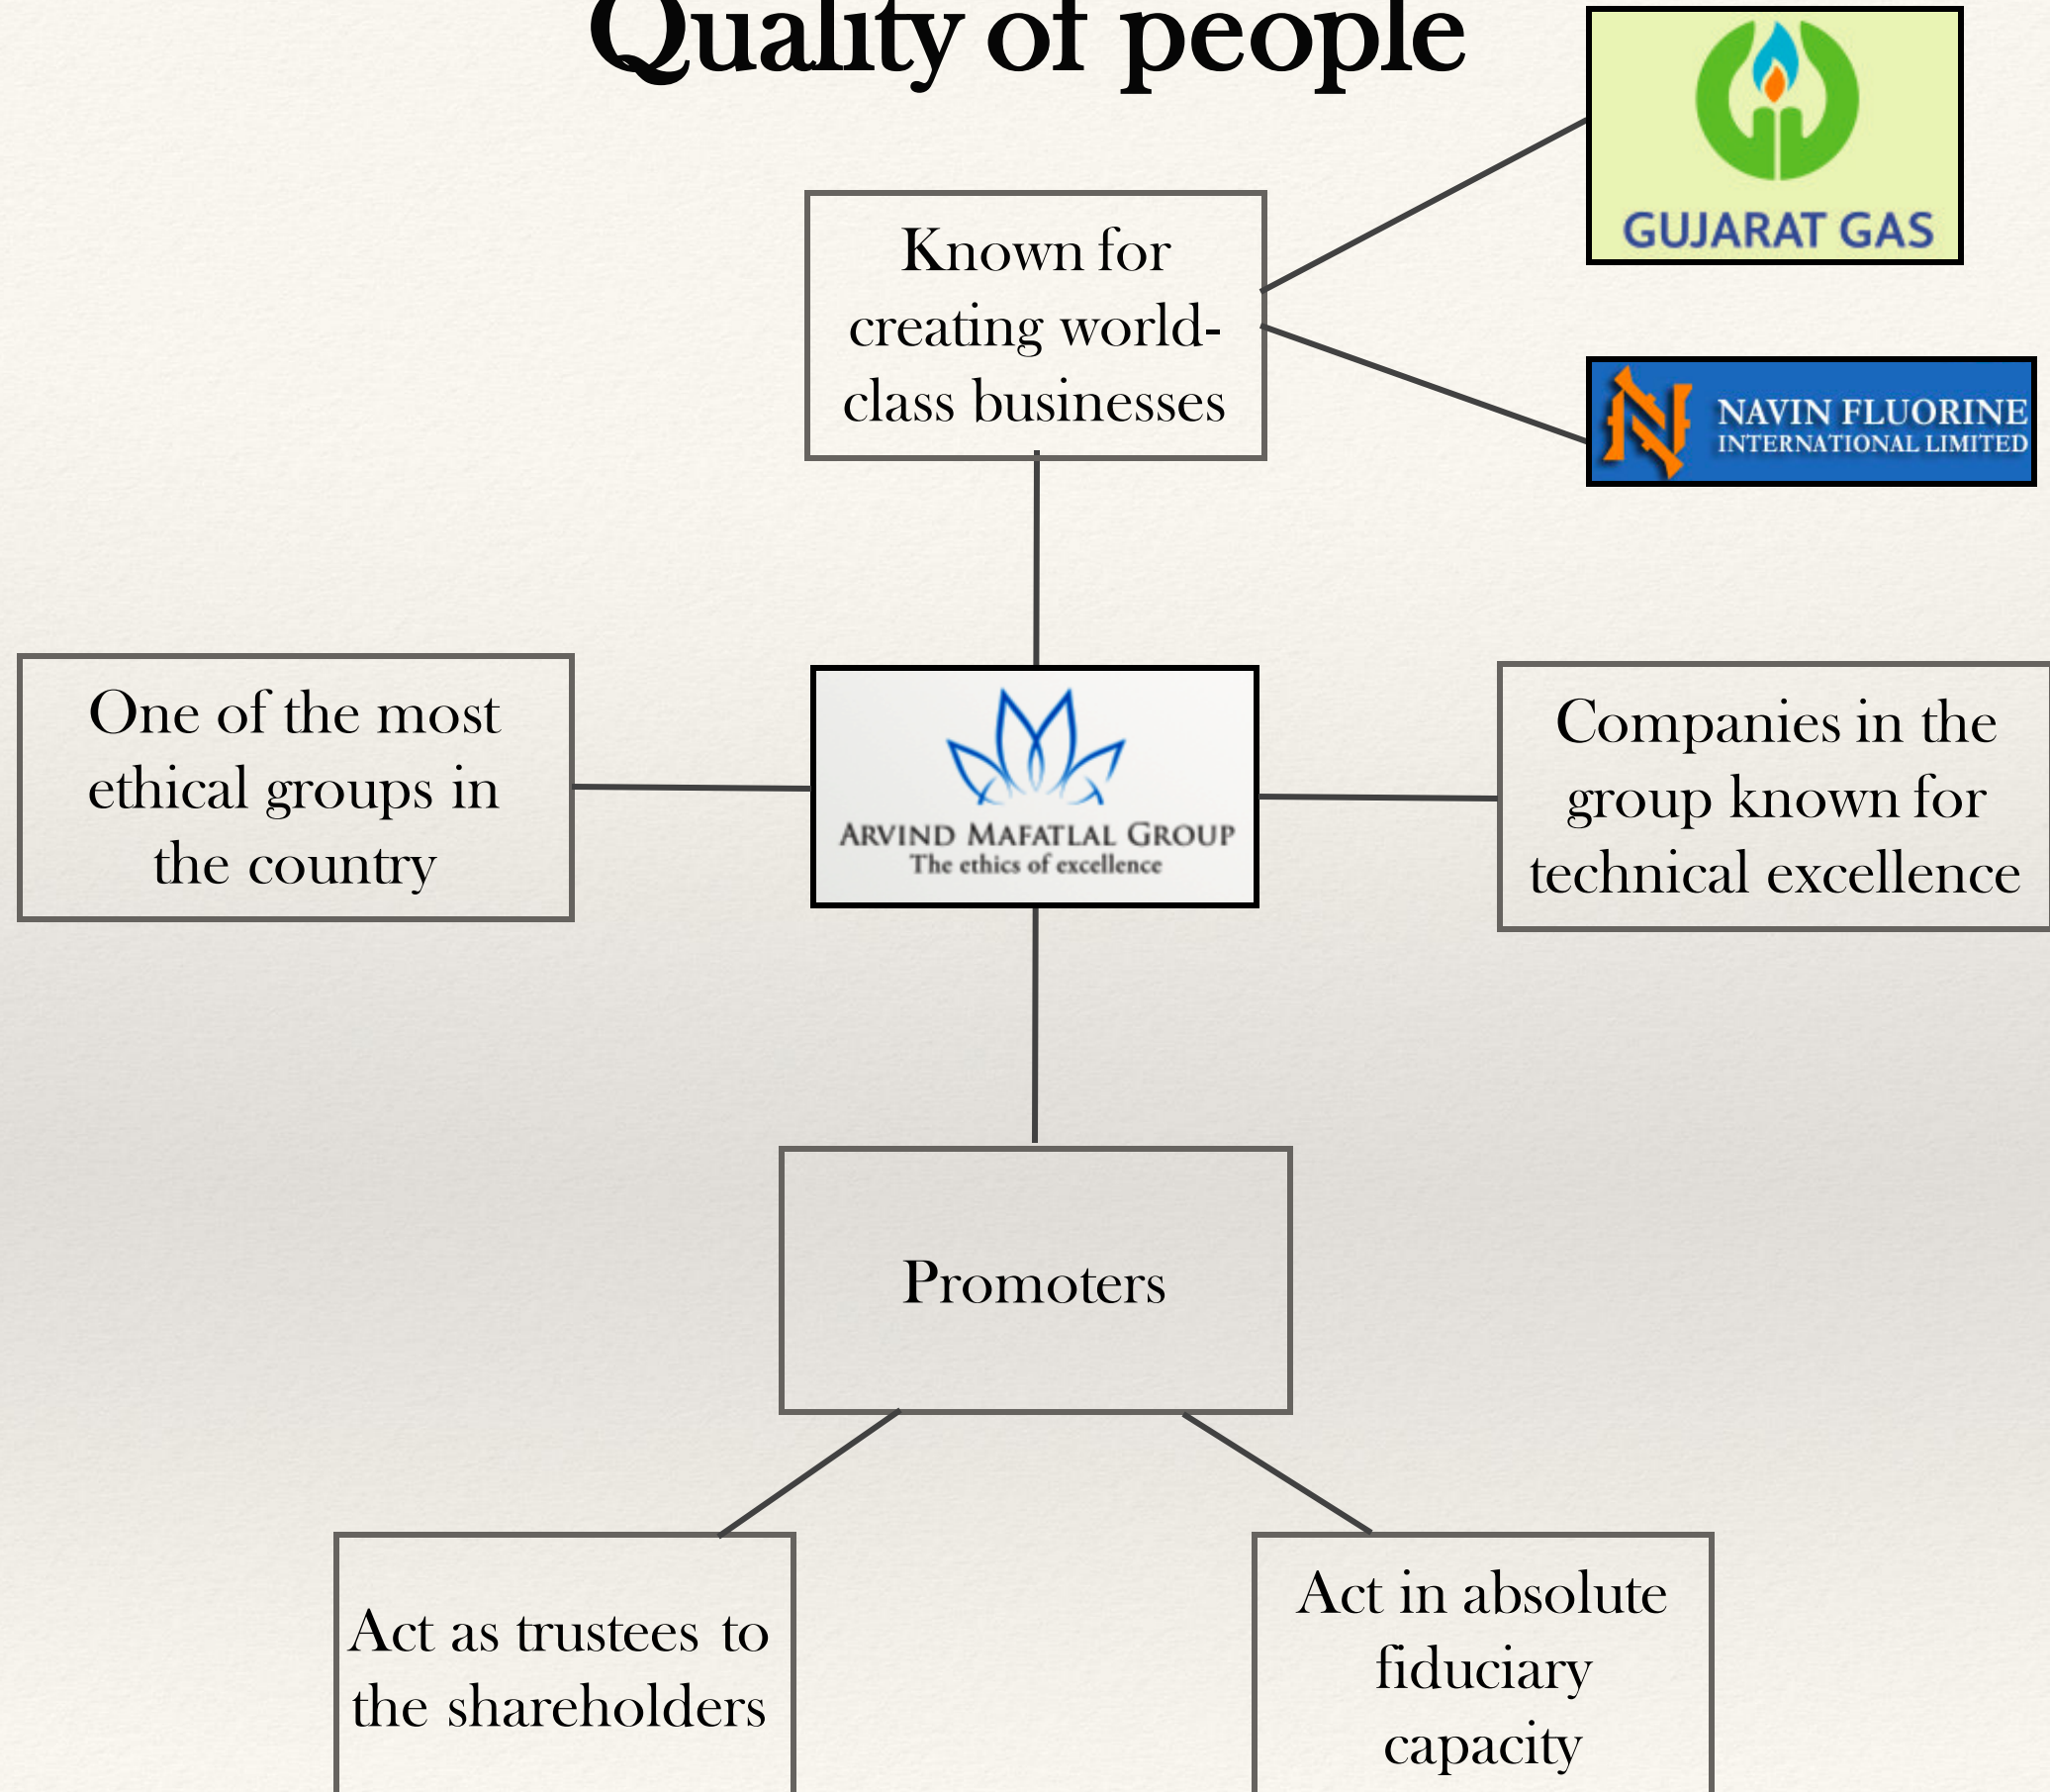 Quality of people
GUJARAT GAS
Known for
creating world-
class businesses
NAVIN FLUORINE
INTERNATIONAL LIMITED
One of the most
ethical groups in
the country
ARVIND MAFATLAL GROUP
The ethics of excellence
Companies in the
group known for
technical excellence
Promoters
Act as trustees to
the shareholders
Act in absolute
fiduciary
capacity